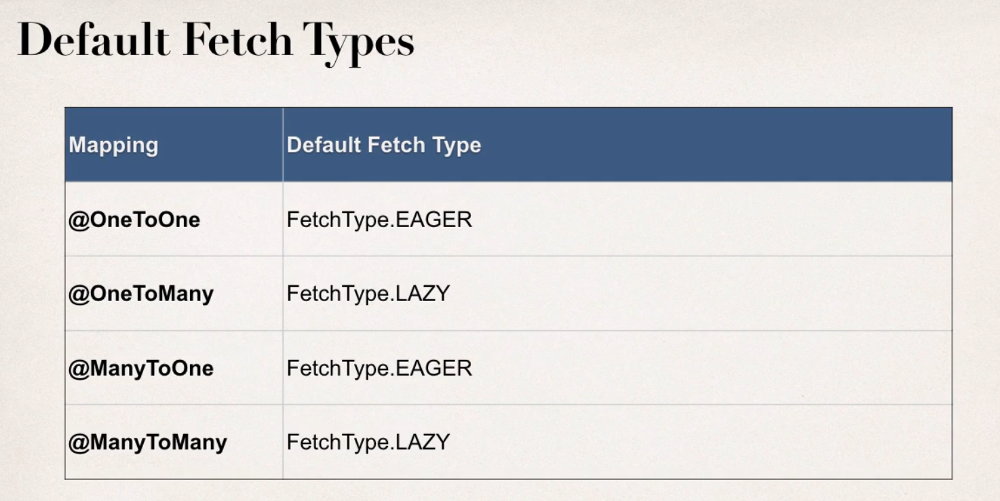 Default Fetch Types
Mapping Default Fetch Type
@OneToOne FetchType.EAGER
@OneToMany FetchType.LAZY
@ManyToOne FetchType.EAGER
@ManyToMany FetchType.LAZY